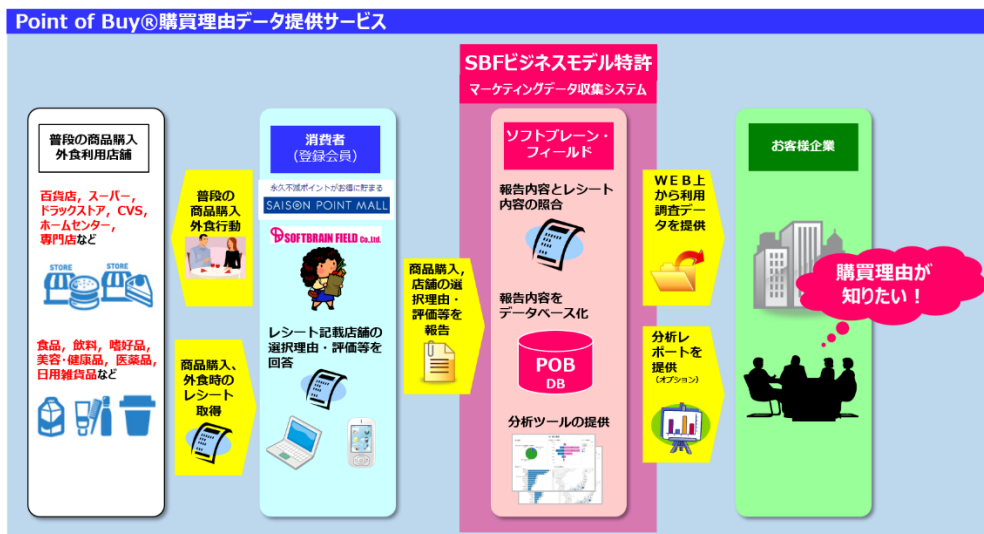 Point of Buy®購買理由データ提供サービス
SBFビジネスモデル特許
マーケティングデータ収集システム
普段の商品購入
外食利用店舗
百貨店，スーパー，
ドラックストア，CVS，
ホームセンター，
専門店など
STORE
STORE
食品，飲料，嗜好品，
美容・健康品，医薬品，
日用雑貨品など
普段の
商品購入
外食行動
商品購入、
外食時の
レシート
取得
消費者
(登録会員)
永久不滅ポイントがお得に貯まる
SAISON POINT MALL
SOFTBRAIN FIELD Co.,Ltd.
レシート記載店舗の
選択理由・評価等を
回答
商品購入，
店舗の選
択理由・
評価等を
報告
ソフトブレーン・
フィールド
報告内容とレシート
内容の照合
報告内容を
データベース化
POB
DB
分析ツールの提供
ＷＥＢ上
から利用
調査デー
タを提供
分析レ
ポートを
提供
（オプション）
お客様企業
購買理由が
知りたい！